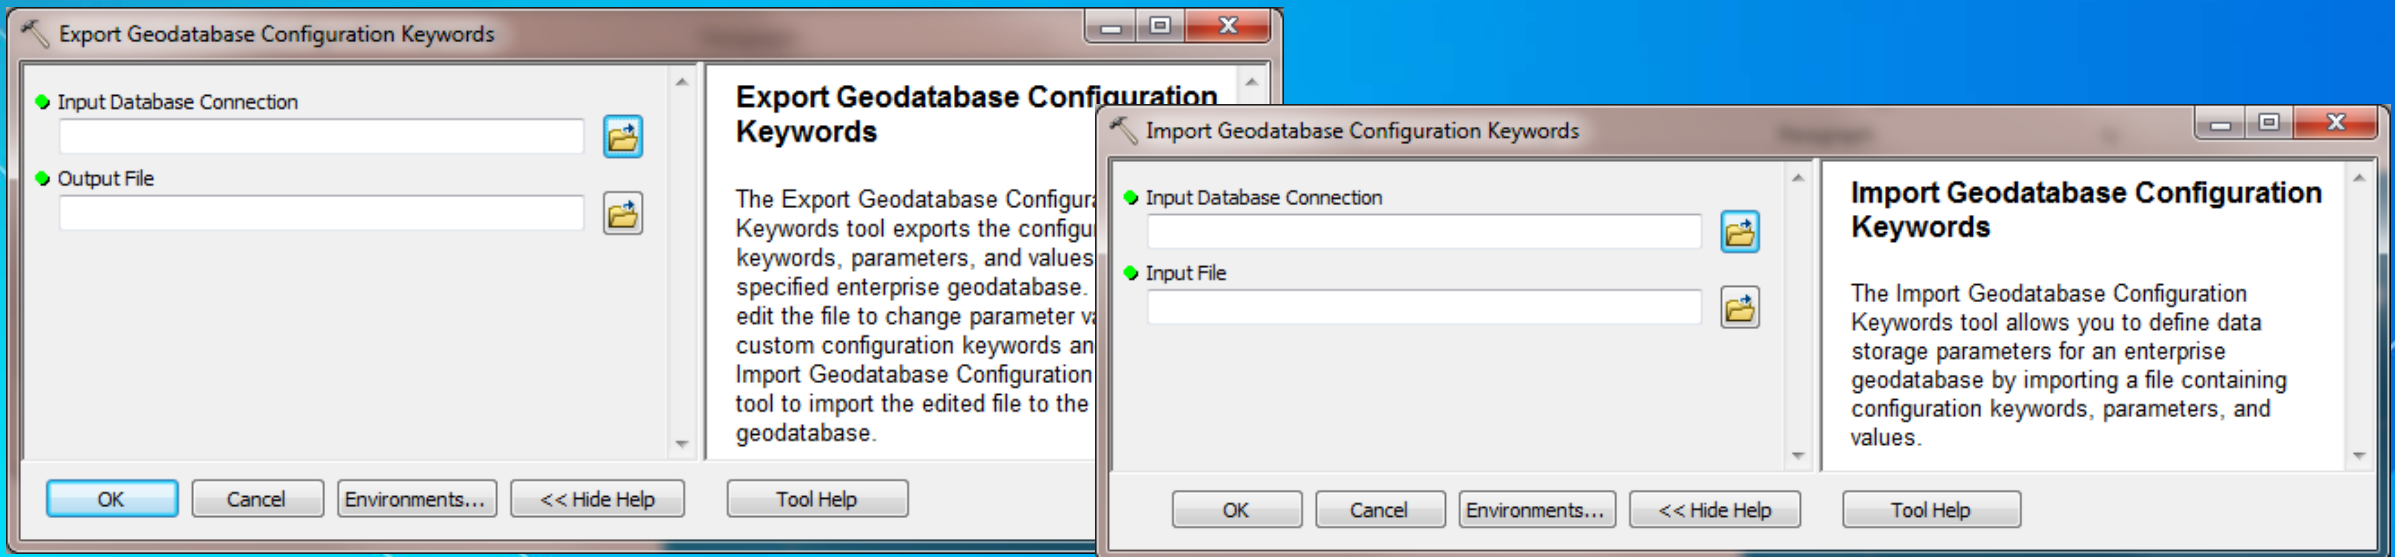 Export Geodatabase Configuration Keywords
Input Database Connection
Output File
Export Geodatabase Configuration
Keywords
The Export Geodatabase
Keywords tool exports the
keywords, parameters, and values
specified enterprise geodatabase.
edit the file to change parameter
custom configuration keywords
Import Geodatabase Configuration
tool to import the edited file to the
geodatabase.
OK
Cancel
Environments...
<< Hide Help
Tool Help
Import Geodatabase Configuration Keywords
Input Database Connection
Input File
Import Geodatabase Configuration
Keywords
The Import Geodatabase Configuration
Keywords tool allows you to define data
storage parameters for an enterprise
geodatabase by importing a file containing
configuration keywords, parameters, and
values.
OK
Cancel
Environments...
<< Hide Help
Tool Help